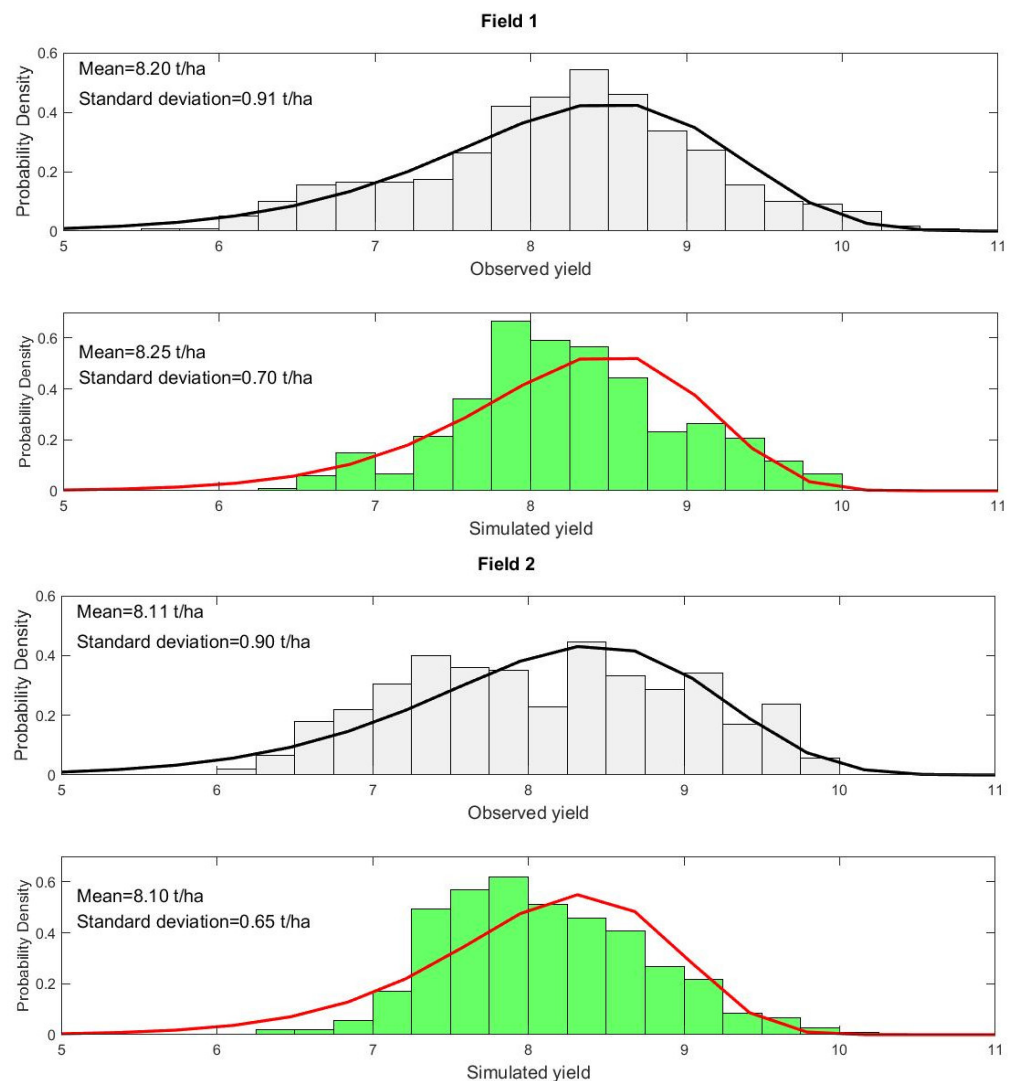 Field 1
Mean=8.20 t/ha
Standard deviation=0.91 t/ha
Probability Density
0.6
0.4
0.2
0
5 6 7 8 9 10 11
Observed yield
Mean=8.25 t/ha
Standard deviation=0.70 t/ha
Probability Density
0.6
0.4
0.2
0
5 6 7 8 9 10 11
Simulated yield
Field 2
Mean=8.11 t/ha
Standard deviation=0.90 t/ha
Probability Density
0.6
0.4
0.2
0
5 6 7 8 9 10 11
Observed yield
Mean=8.10 t/ha
Standard deviation=0.65 t/ha
Probability Density
0.6
0.4
0.2
0
5 6 7 8 9 10 11
Simulated yield